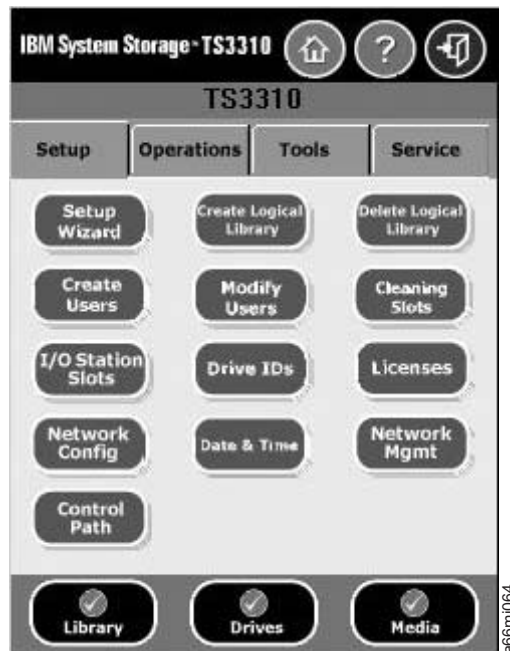 IBM System Storage™ TS3310
?
TS3310
Setup
Operations
Tools
Service
Setup
Wizard
Create Logical
Library
Delete Logical
Library
Create
Users
Modify
Users
Cleaning
Slots
I/O Station
Slots
Drive IDs
Licenses
Network
Config
Date & Time
Network
Mgmt
Control
Path
Library
Drives
Media
a66mi064